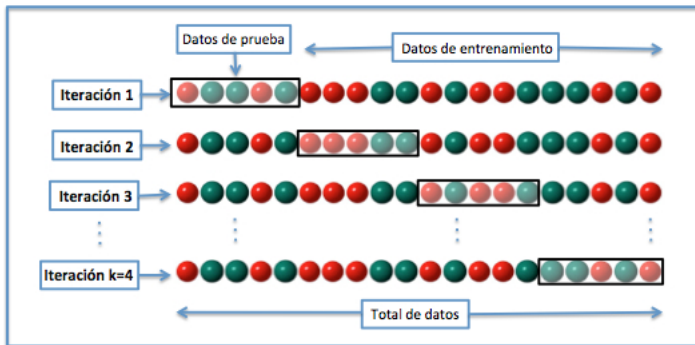 Datos de prueba
Datos de entrenamiento
Iteración 1
Iteración 2
Iteración 3
Iteración k=4
Total de datos